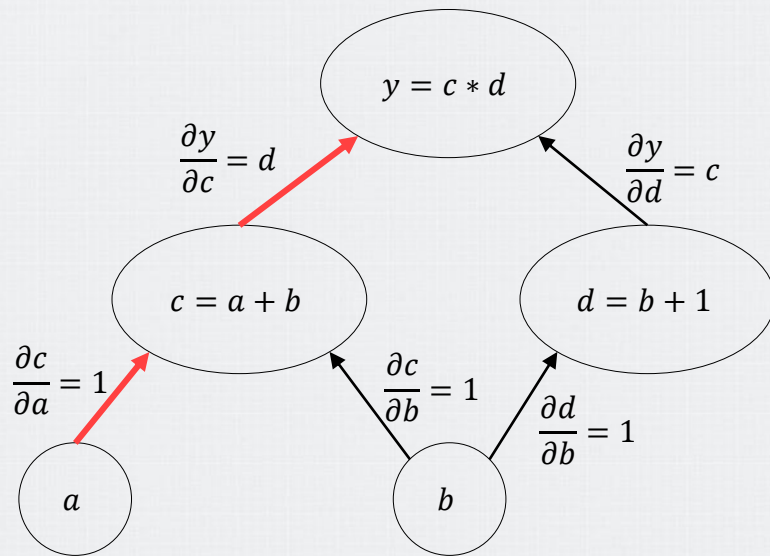 y = c ∗ d
∂y/∂c = d
∂y/∂d = c
c = a + b
d = b + 1
∂c/∂a = 1
∂c/∂b = 1
∂d/∂b = 1
a
b